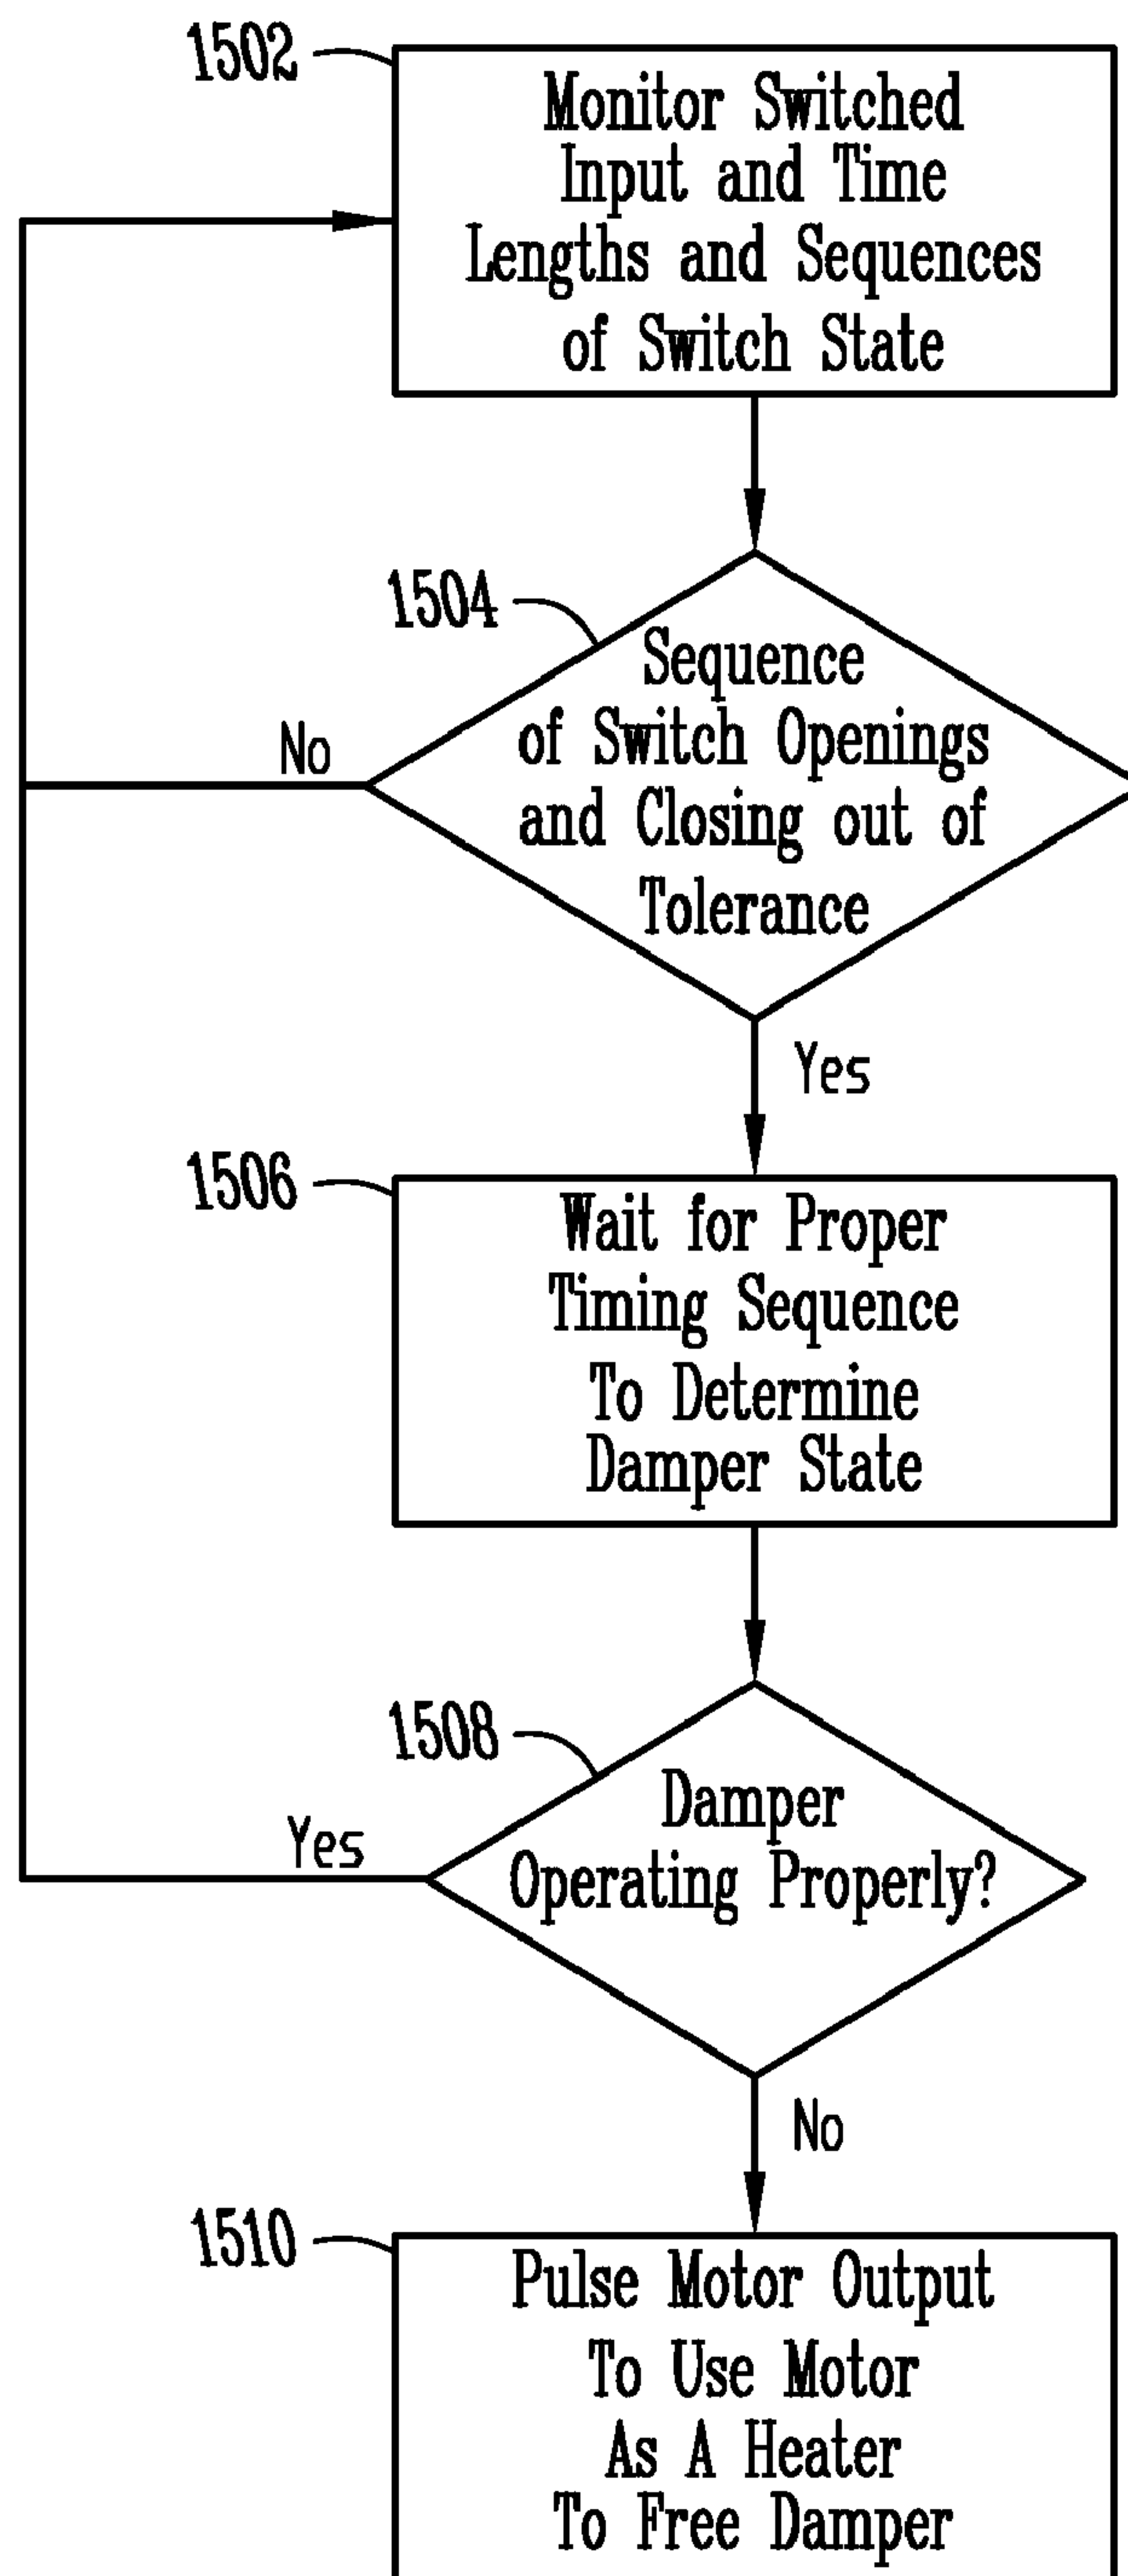 1502
Monitor Switched
Input and Time
Lengths and Sequences
of Switch State
1504
Sequence
of Switch Openings
and Closing out of
Tolerance
No
Yes
1506
Wait for Proper
Timing Sequence
To Determine
Damper State
1508
Damper
Operating Properly?
Yes
No
1510
Pulse Motor Output
To Use Motor
As A Heater
To Free Damper